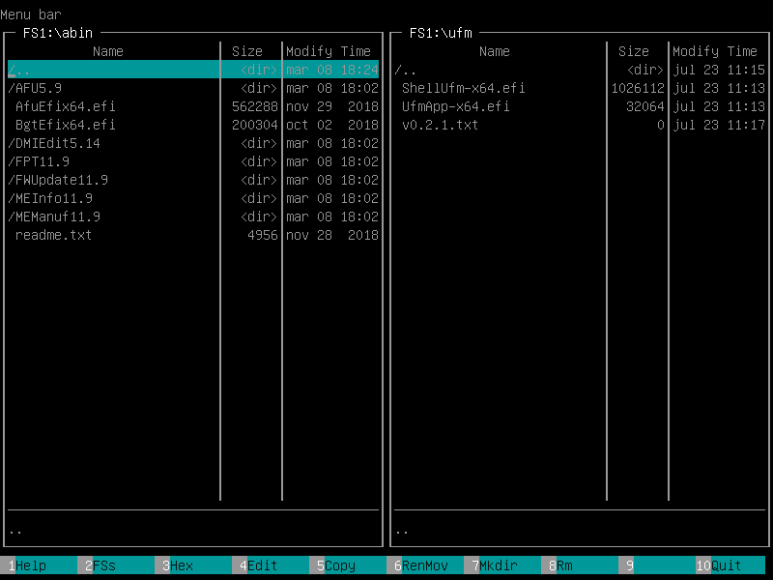 Menu bar
FS1:\abin
Name Size Modify Time
/.. <dir> mar 08 18:24
/AFU5.9 <dir> mar 08 18:02
AfuEfix64.efi 562288 nov 29 2018
BgtEfix64.efi 200304 oct 02 2018
/DMIEdit5.14 <dir> mar 08 18:02
/FPT11.9 <dir> mar 08 18:02
/FWUpdate11.9 <dir> mar 08 18:02
/MEInfo11.9 <dir> mar 08 18:02
/MEManuf11.9 <dir> mar 08 18:02
readme.txt 4956 nov 28 2018
..
FS1:\ufm
Name Size Modify Time
/.. <dir> jul 23 11:15
ShellUfm-x64.efi 1026112 jul 23 11:13
UfmApp-x64.efi 32064 jul 23 11:13
v0.2.1.txt 0 jul 23 11:17
..
1Help 2FSs 3Hex 4Edit 5Copy 6RenMov 7Mkdir 8Rm 9 10Quit